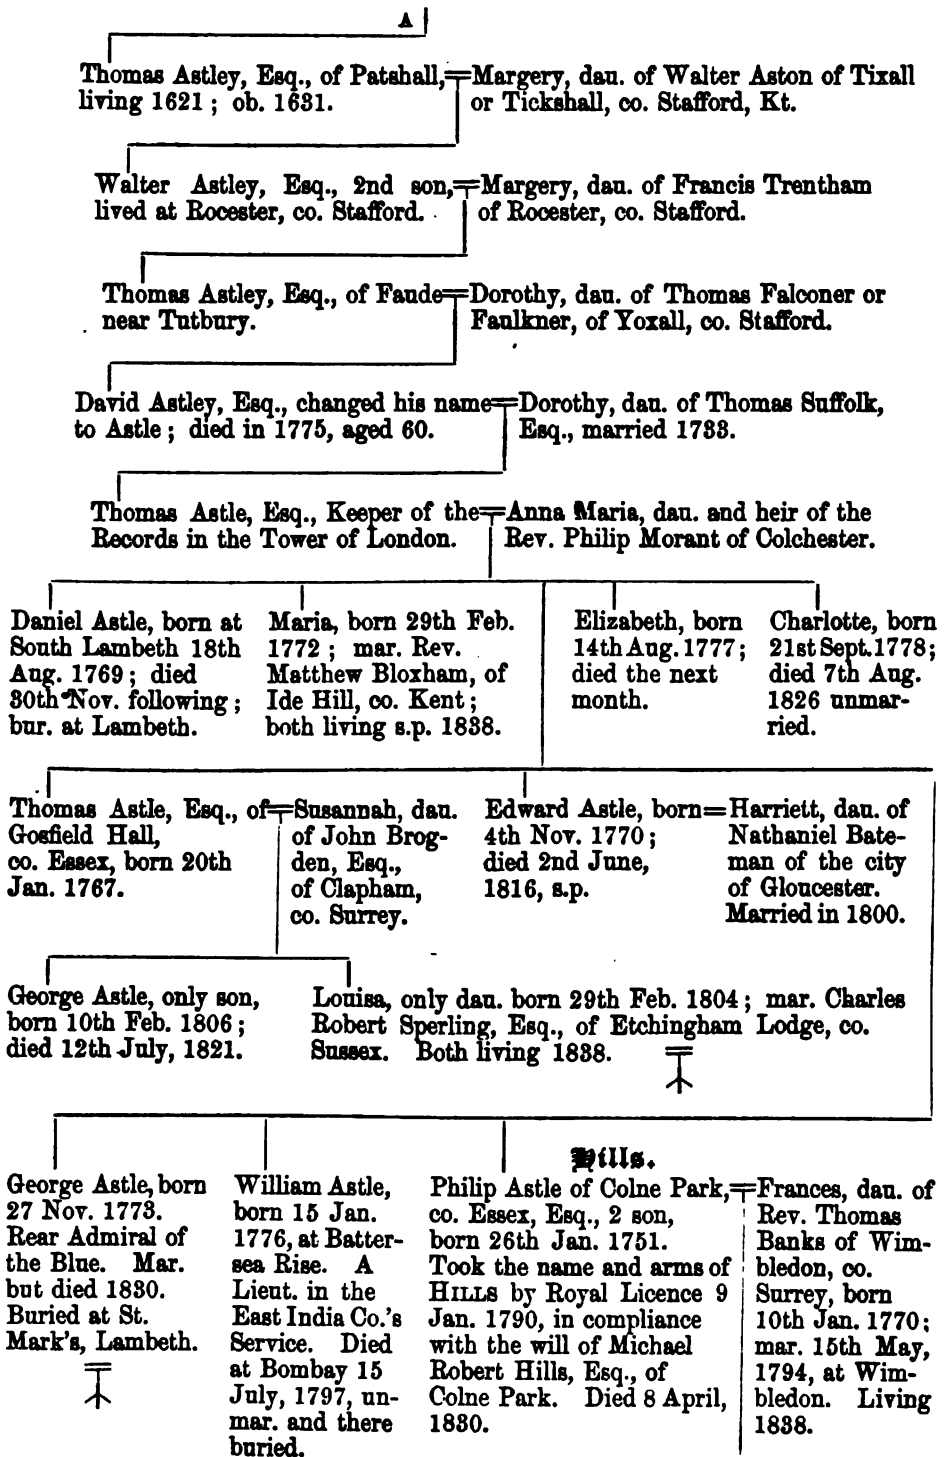 A
Thomas Astley, Esq., of Patshall,
living 1621 ; ob. 1631.
Margery, dau. of Walter Aston of Tixall
or Tickshall, co. Stafford, Kt.
Walter Astley, Esq., 2nd son,
lived at Rocester, co. Stafford.
Margery, dau. of Francis Trentham
of Rocester, co. Stafford.
Thomas Astley, Esq., of Faude
near Tutbury.
Dorothy, dau. of Thomas Falconer or
Faulkner, of Yoxall, co. Stafford.
David Astley, Esq., changed his name
to Astle ; died in 1775, aged 60.
Dorothy, dau. of Thomas Suffolk,
Esq., married 1733.
Thomas Astle, Esq., Keeper of the
Records in the Tower of London.
Anna Maria, dau. and heir of the
Rev. Philip Morant of Colchester.
Daniel Astle, born at
South Lambeth 18th
Aug. 1769 ; died
30th Nov. following ;
bur. at Lambeth.
Maria, born 29th Feb.
1772 ; mar. Rev.
Matthew Bloxham, of
Ide Hill, co. Kent ;
both living s.p. 1838.
Elizabeth, born
14th Aug. 1777 ;
died the next
month.
Charlotte, born
21st Sept. 1778 ;
died 7th Aug.
1826 unmar-
ried.
Thomas Astle, Esq., of
Gosfield Hall,
co. Essex, born 20th
Jan. 1767.
Susannah, dau.
of John Brog-
den, Esq.,
of Clapham,
co. Surrey.
Edward Astle, born
4th Nov. 1770 ;
died 2nd June,
1816, s.p.
Harriett, dau. of
Nathaniel Bate-
man of the city
of Gloucester.
Married in 1800.
George Astle, only son,
born 10th Feb. 1806 ;
died 12th July, 1821.
Louisa, only dau. born 29th Feb. 1804 ; mar. Charles
Robert Sperling, Esq., of Etchingham Lodge, co.
Sussex. Both living 1838.
George Astle, born
27 Nov. 1773.
Rear Admiral of
the Blue. Mar.
but died 1830.
Buried at St.
Mark's, Lambeth.
William Astle,
born 15 Jan.
1776, at Batter-
sea Rise. A
Lieut. in the
East India Co.'s
Service. Died
at Bombay 15
July, 1797, un-
mar. and there
buried.
Hills.
Philip Astle of Colne Park,
co. Essex, Esq., 2 son,
born 26th Jan. 1751.
Took the name and arms of
HILLS by Royal Licence 9
Jan. 1790, in compliance
with the will of Michael
Robert Hills, Esq., of
Colne Park. Died 8 April,
1830.
Frances, dau. of
Rev. Thomas
Banks of Wim-
bledon, co.
Surrey, born
10th Jan. 1770 ;
mar. 15th May,
1794, at Wim-
bledon. Living
1838.